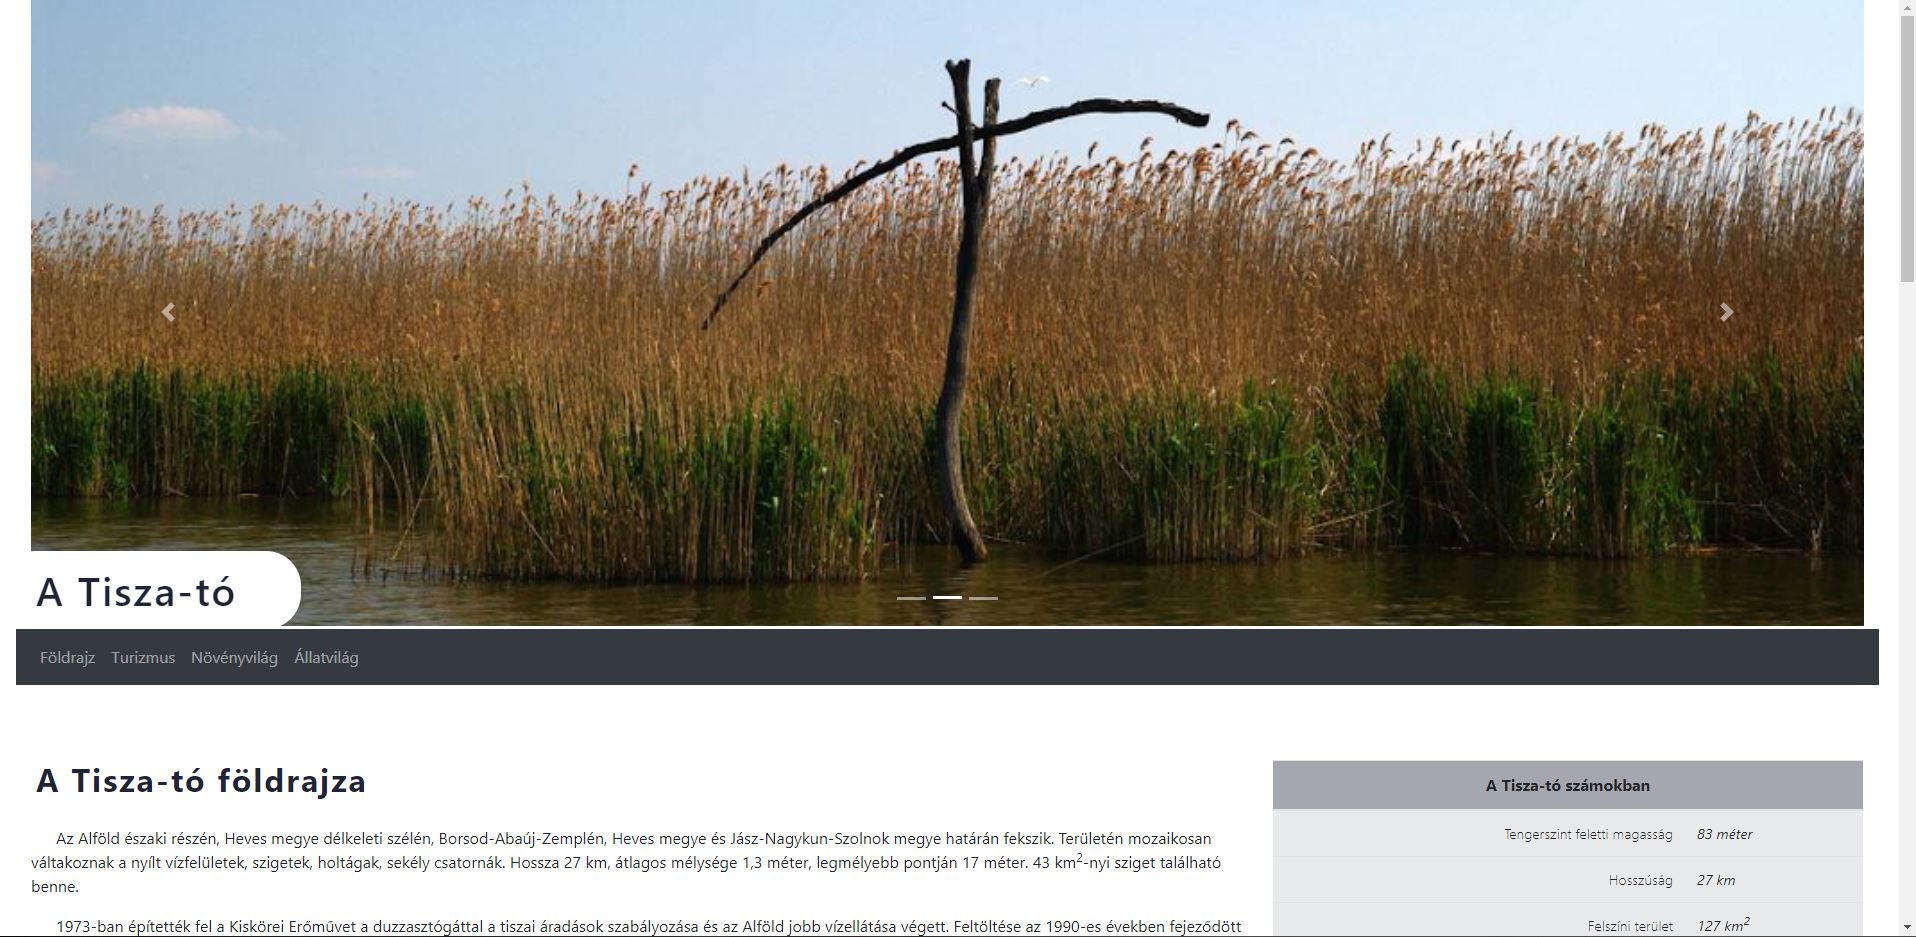 A Tisza-tó
Földrajz Turizmus Növényvilág Állatvilág
A Tisza-tó földrajza
Az Alföld északi részén, Heves megye délkeleti szélén, Borsod-Abaúj-Zemplén, Heves megye és Jász-Nagykun-Szolnok megye határán fekszik. Területén mozaikosan
váltakoznak a nyílt vízfelületek, szigetek, holtágak, sekély csatornák. Hossza 27 km, átlagos mélysége 1,3 méter, legmélyebb pontján 17 méter. 43 km²-nyi sziget található
benne.
1973-ban építették fel a Kiskörei Erőművet a duzzasztógáttal a tiszai áradások szabályozása és az Alföld jobb vízellátása végett. Feltöltése az 1990-es években fejeződött
A Tisza-tó számokban
Tengerszint feletti magasság 83 méter
Hosszúság 27 km
Felszíni terület 127 km²